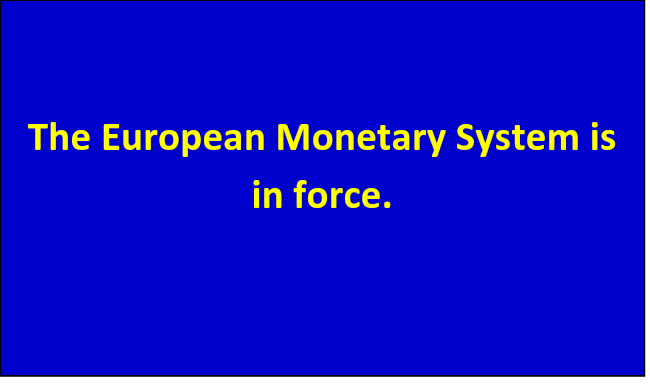 The European Monetary System is
in force.